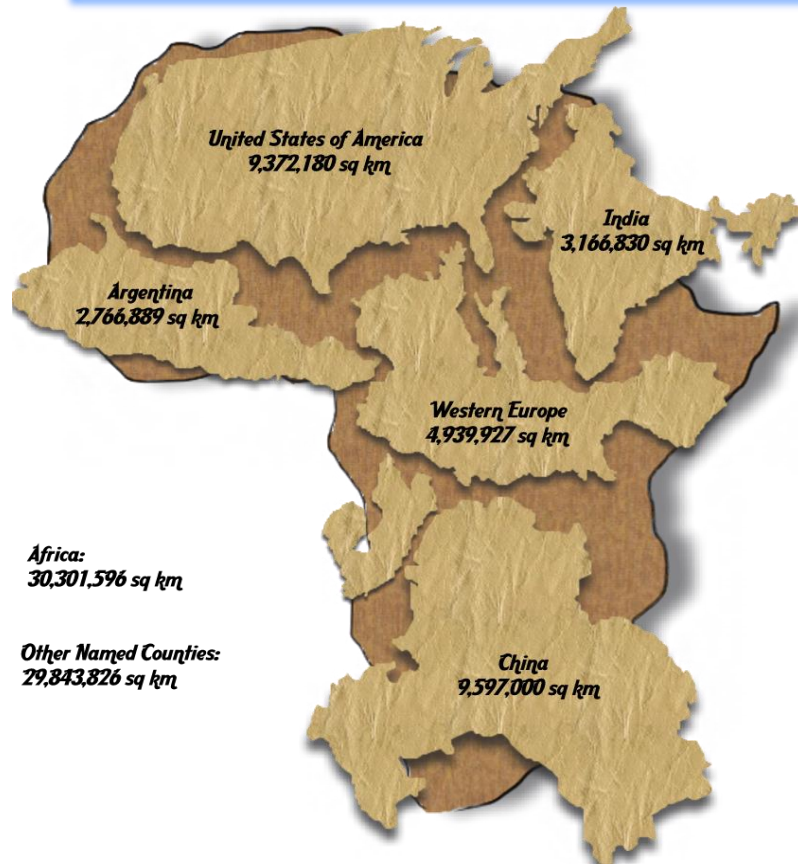 United States of America
9,372,180 sq km
India
3,166,830 sq km
Argentina
2,766,889 sq km
Western Europe
4,939,927 sq km
Africa:
30,301,596 sq km
Other Named Counties:
29,843,826 sq km
China
9,597,000 sq km